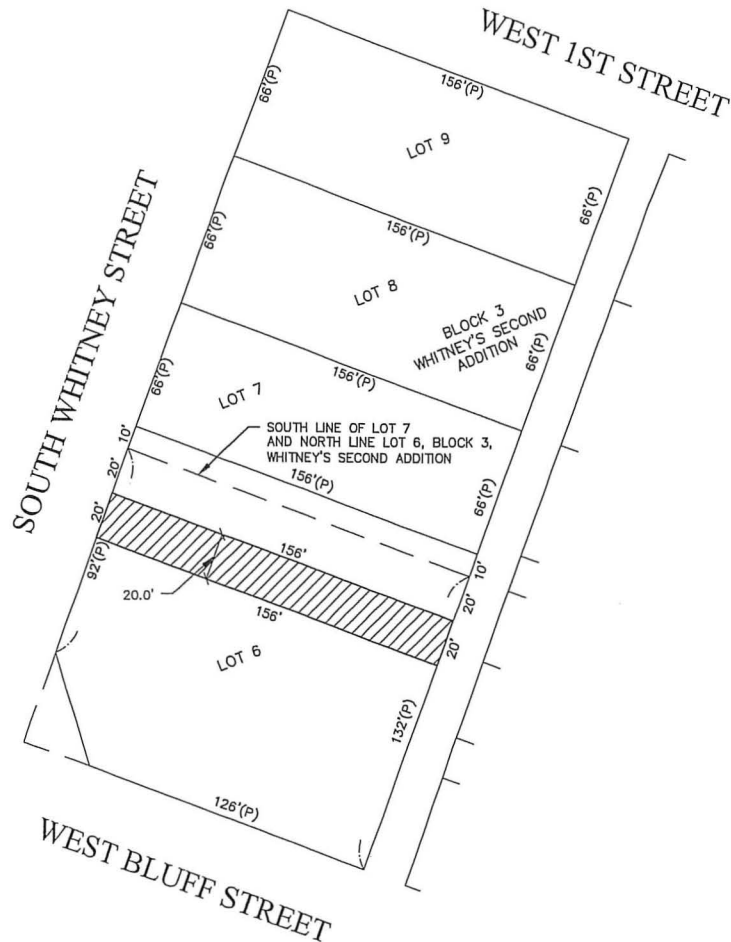 WEST 1ST STREET
156'(P)
66'(P)
LOT 9
66'(P)
156'(P)
66'(P)
LOT 8
BLOCK 3
WHITNEY'S SECOND
ADDITION
66'(P)
SOUTH WHITNEY STREET
156'(P)
66'(P)
LOT 7
SOUTH LINE OF LOT 7
AND NORTH LINE LOT 6, BLOCK 3,
WHITNEY'S SECOND ADDITION
10'
156'(P)
66'(P)
20'
10'
20'
156'
20'
92'(P)
20.0'
156'
20'
LOT 6
132'(P)
126'(P)
WEST BLUFF STREET